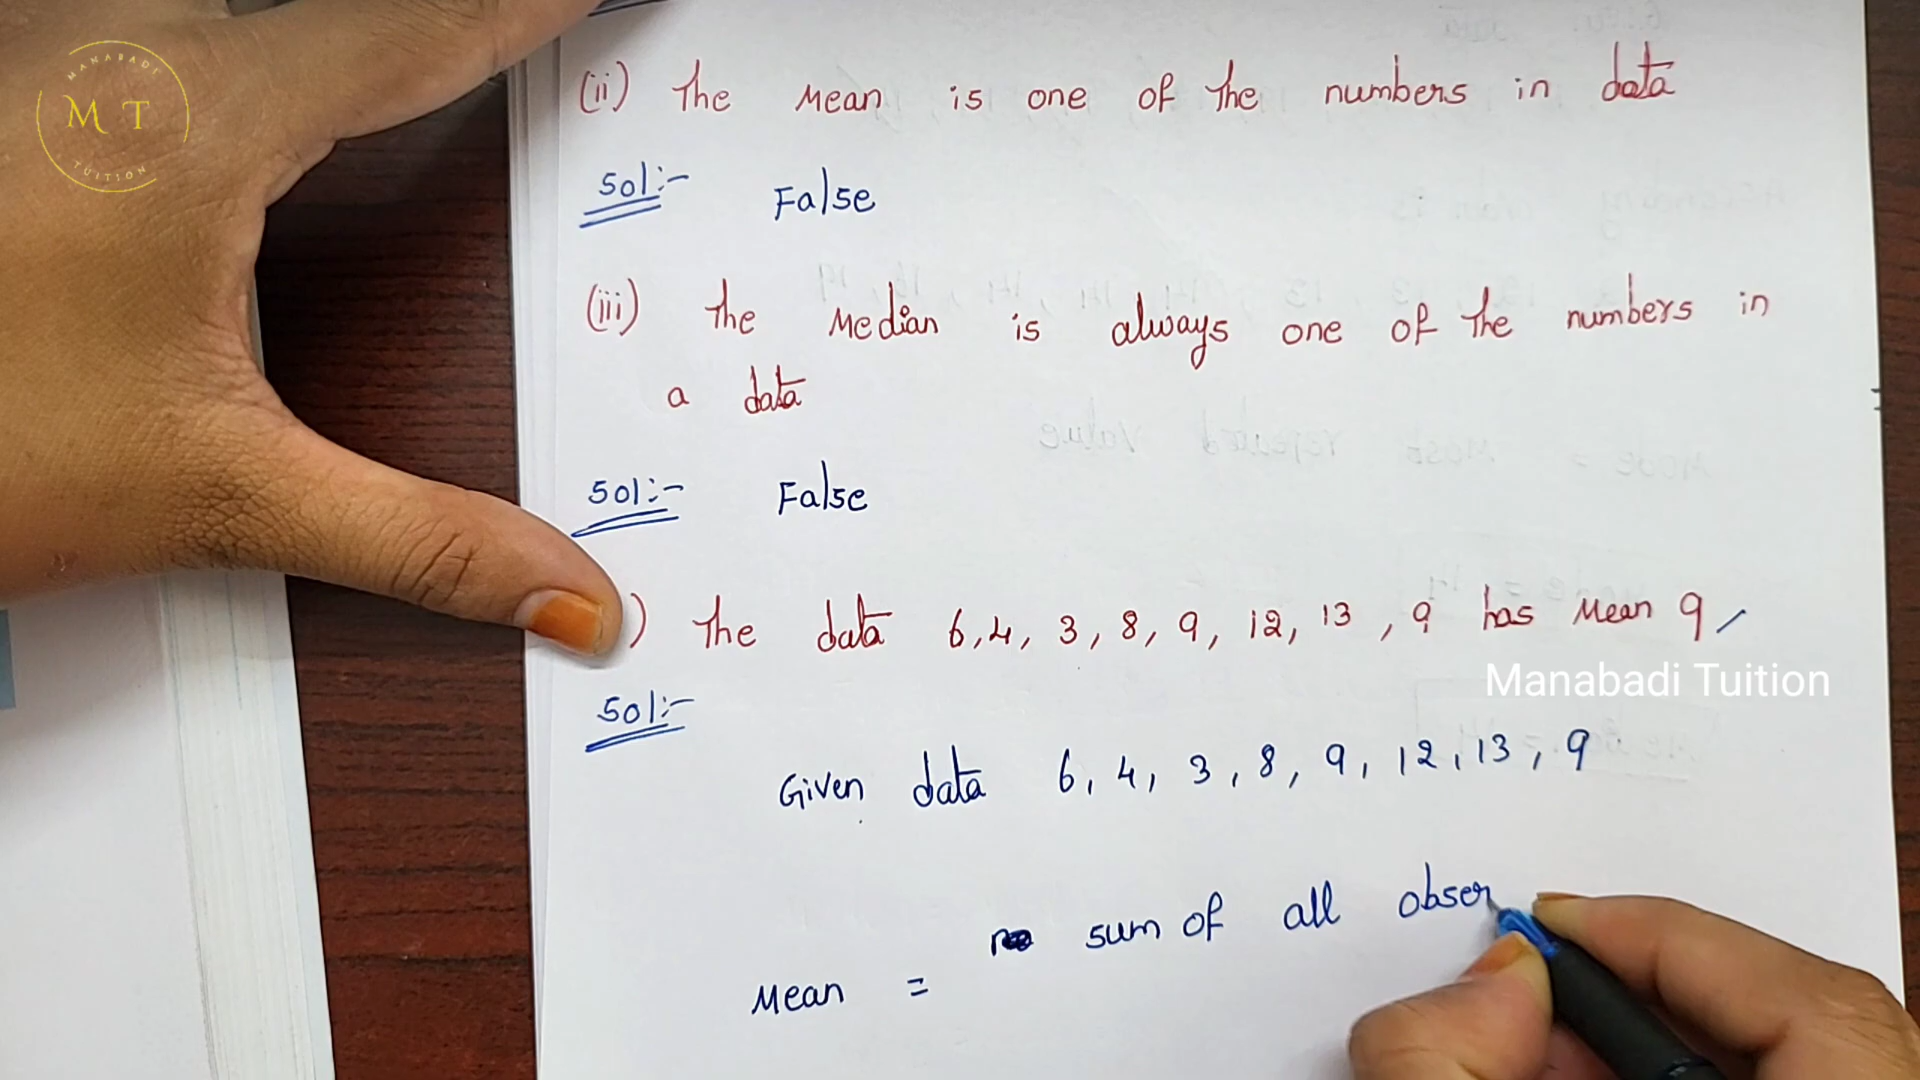 MANABADI
M T
TUITION
(ii) The Mean is one of the numbers in data
Sol:- False
(iii) The Median is always one of the numbers in
a data
Sol:- False
) The data 6,4, 3, 8, 9, 12, 13, 9 has Mean 9
Manabadi Tuition
Sol:-
Given data 6, 4, 3, 8, 9, 12, 13, 9
sum of all obser
Mean =